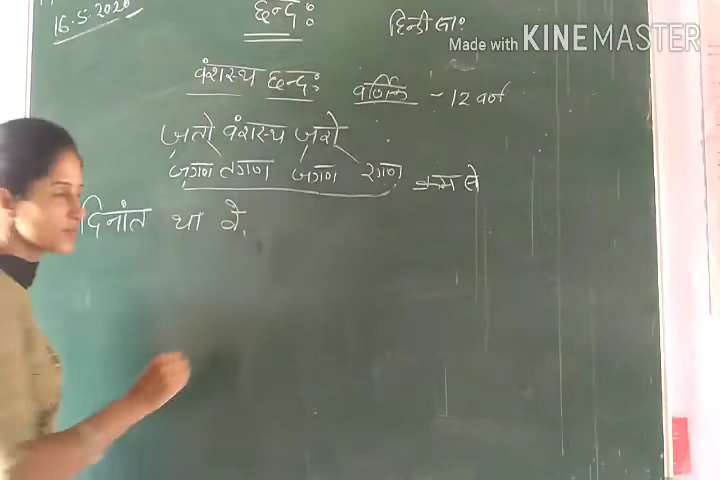 16.5.2020
छन्द:
हिन्दी सा॰
Made with KINEMASTER
वंशस्थ छन्द: वर्णिक - 12 वर्ण
जतो वंशस्थ जरो
जगण तगण जगण रगण क्रम से
दिनांत था वे.